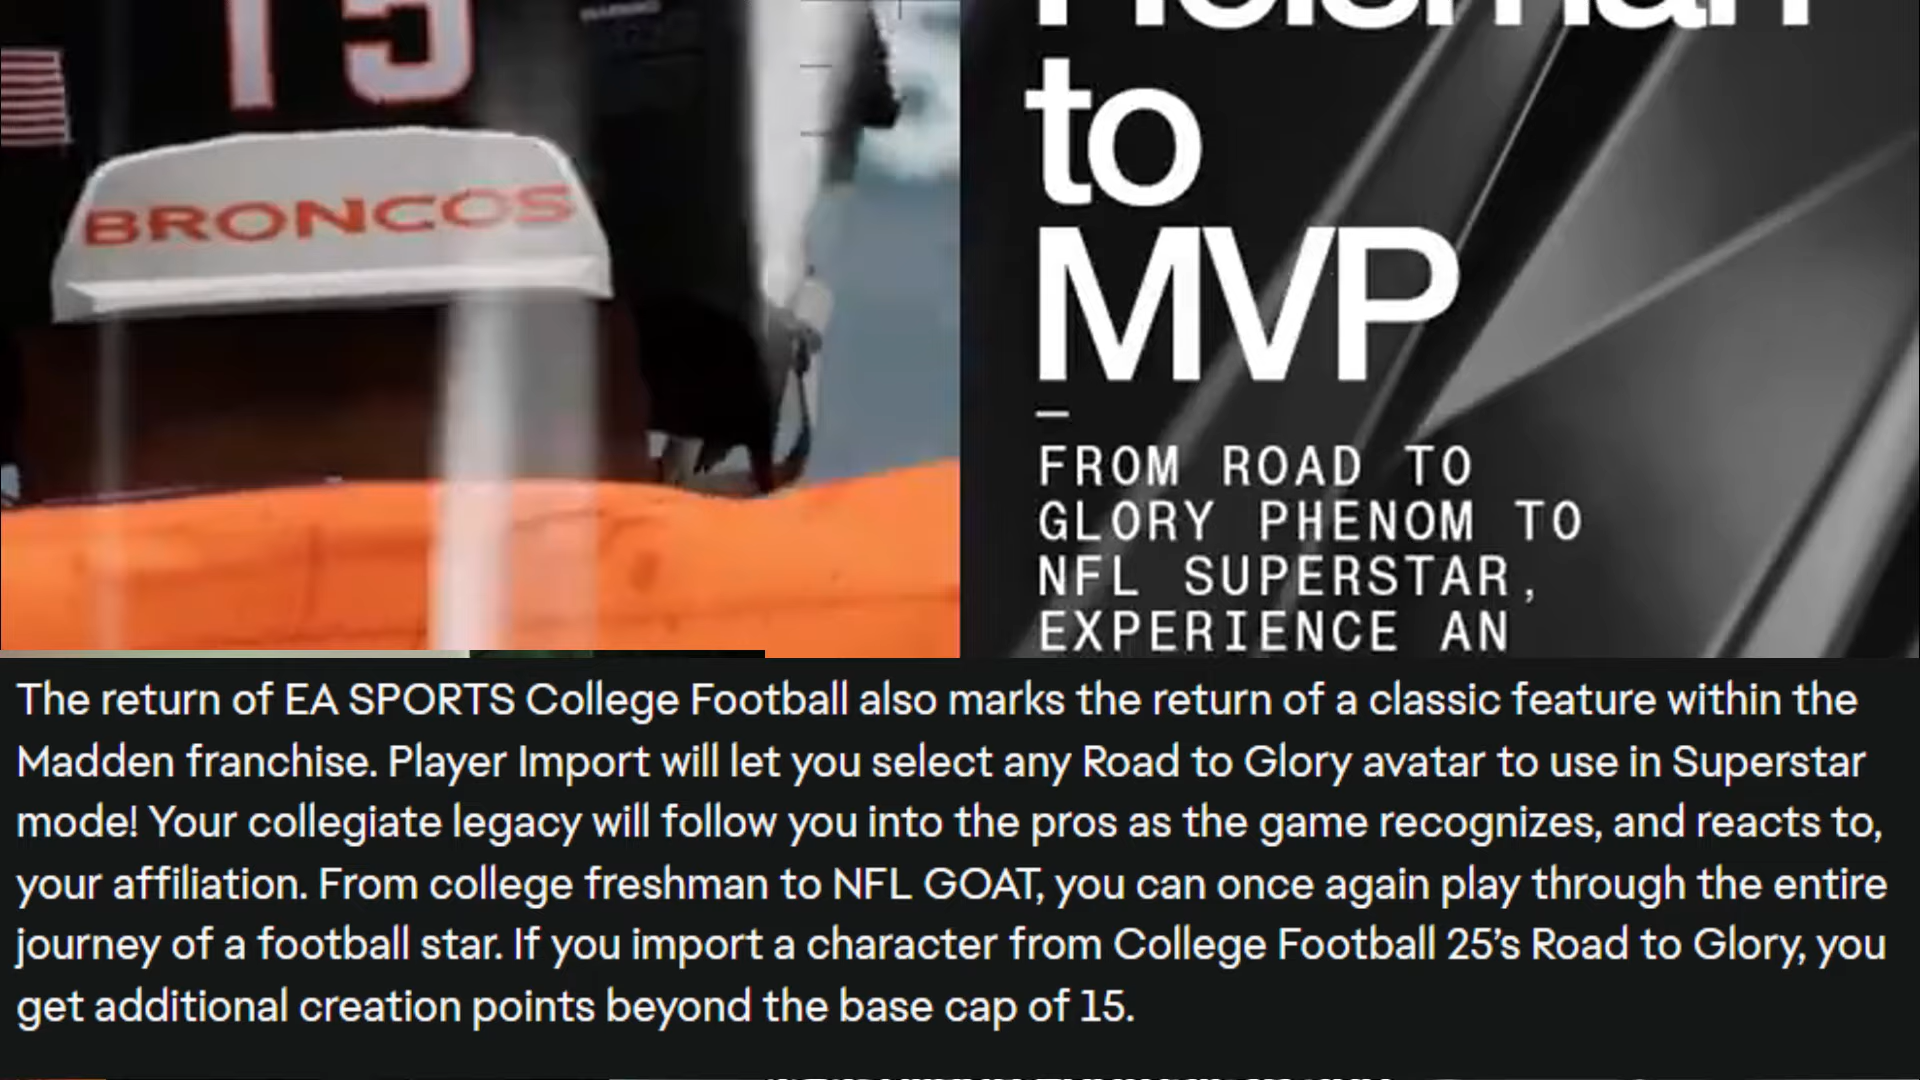 15
BRONCOS
Heisman
to
MVP
FROM ROAD TO
GLORY PHENOM TO
NFL SUPERSTAR,
EXPERIENCE AN
The return of EA SPORTS College Football also marks the return of a classic feature within the
Madden franchise. Player Import will let you select any Road to Glory avatar to use in Superstar
mode! Your collegiate legacy will follow you into the pros as the game recognizes, and reacts to,
your affiliation. From college freshman to NFL GOAT, you can once again play through the entire
journey of a football star. If you import a character from College Football 25’s Road to Glory, you
get additional creation points beyond the base cap of 15.